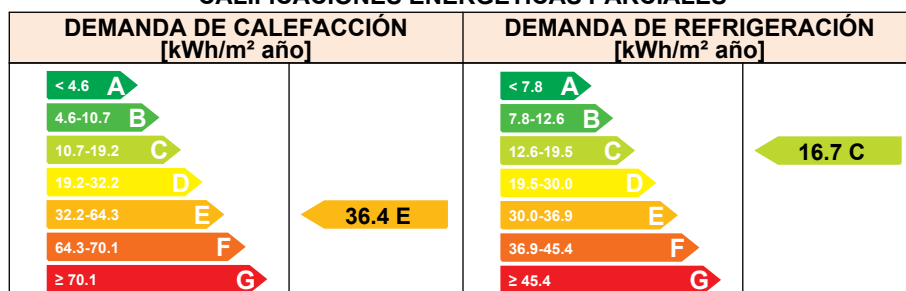 CALIFICACIONES ENERGÉTICAS PARCIALES
DEMANDA DE CALEFACCIÓN
[kWh/m² año]
DEMANDA DE REFRIGERACIÓN
[kWh/m² año]
< 4.6 A
4.6-10.7 B
10.7-19.2 C
19.2-32.2 D
32.2-64.3 E
64.3-70.1 F
≥ 70.1 G
36.4 E
< 7.8 A
7.8-12.6 B
12.6-19.5 C
19.5-30.0 D
30.0-36.9 E
36.9-45.4 F
≥ 45.4 G
16.7 C